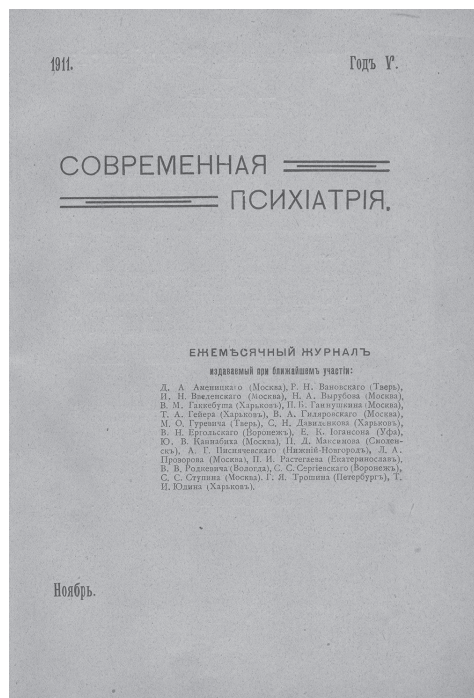 1911.
Годъ V.
СОВРЕМЕННАЯ
ПСИХІАТРІЯ.
ЕЖЕМѢСЯЧНЫЙ ЖУРНАЛЪ
издаваемый при ближайшемъ участіи:
Д. А. Аменицкаго (Москва), Р. Н. Вановскаго (Тверь),
И. Н. Введенскаго (Москва), Н. А. Вырубова (Москва),
В. М. Гаккебуша (Харьковъ), П. Б. Ганнушкина (Москва)
Т. А. Гейера (Харьковъ), В. А. Гиляровскаго (Москва),
М. О. Гуревича (Тверь), С. Н. Давиденкова (Харьковъ),
В. Н. Ергольскаго (Воронежъ), Е. К. Іогансона (Уфа),
Ю. В. Каннабиха (Москва), П. Д. Максимова (Смолен-
скъ), А. Г. Писнячевскаго (Нижній-Новгородъ), Л. А.
Прозорова (Москва), П. И. Растегаева (Екатеринославъ),
В. В. Родкевича (Вологда), С. С. Сергіевскаго (Воронежъ),
С. С. Ступина (Москва). Г. Я. Трошина (Петербургъ), Т.
И. Юдина (Харьковъ).
Ноябрь.